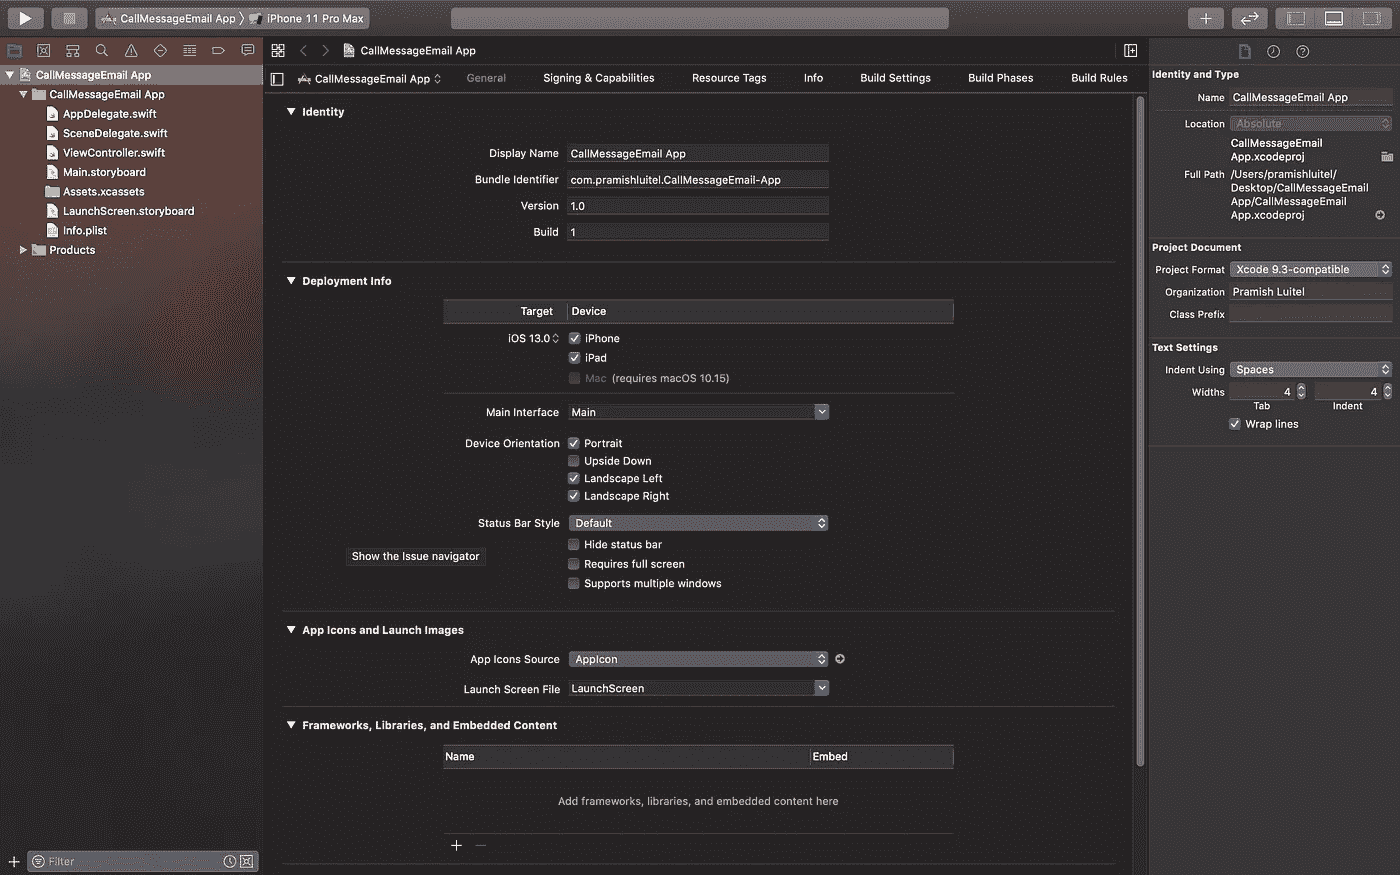 CallMessageEmail App
iPhone 11 Pro Max
CallMessageEmail App
CallMessageEmail App
AppDelegate.swift
SceneDelegate.swift
ViewController.swift
Main.storyboard
Assets.xcassets
LaunchScreen.storyboard
Info.plist
Products
Filter
CallMessageEmail App
CallMessageEmail App
General
Signing & Capabilities
Resource Tags
Info
Build Settings
Build Phases
Build Rules
Identity
Display Name CallMessageEmail App
Bundle Identifier com.pramishluitel.CallMessageEmail-App
Version 1.0
Build 1
Deployment Info
Target Device
iOS 13.0 iPhone
iPad
Mac (requires macOS 10.15)
Main Interface Main
Device Orientation Portrait
Upside Down
Landscape Left
Landscape Right
Status Bar Style Default
Hide status bar
Show the Issue navigator
Requires full screen
Supports multiple windows
App Icons and Launch Images
App Icons Source AppIcon
Launch Screen File LaunchScreen
Frameworks, Libraries, and Embedded Content
Name Embed
Add frameworks, libraries, and embedded content here
Identity and Type
Name CallMessageEmail App
Location Absolute
CallMessageEmail
App.xcodeproj
Full Path /Users/pramishluitel/
Desktop/CallMessageEmail
App/CallMessageEmail
App.xcodeproj
Project Document
Project Format Xcode 9.3-compatible
Organization Pramish Luitel
Class Prefix
Text Settings
Indent Using Spaces
Widths 4 4
Tab Indent
Wrap lines